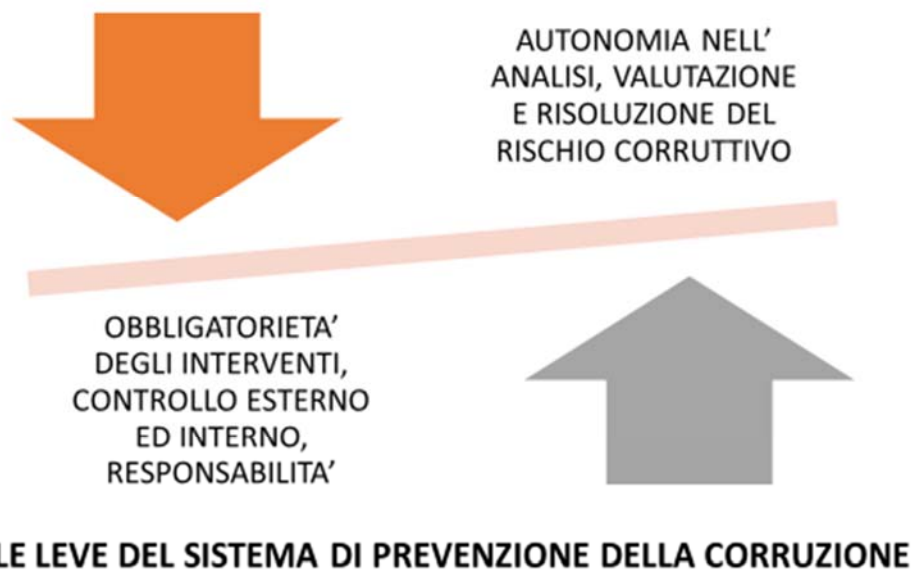 AUTONOMIA NELL'
ANALISI, VALUTAZIONE
E RISOLUZIONE DEL
RISCHIO CORRUTTIVO
OBBLIGATORIETA'
DEGLI INTERVENTI,
CONTROLLO ESTERNO
ED INTERNO,
RESPONSABILITA'
LE LEVE DEL SISTEMA DI PREVENZIONE DELLA CORRUZIONE